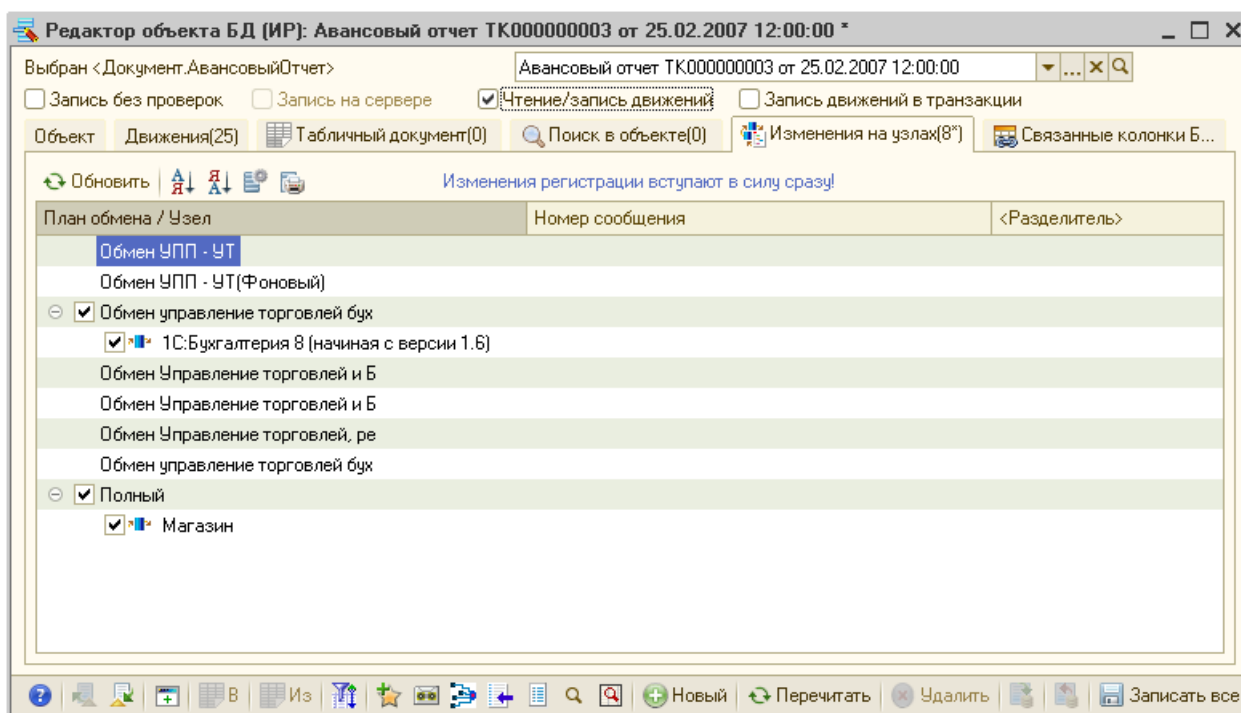 Редактор объекта БД (ИР): Авансовый отчет ТК000000003 от 25.02.2007 12:00:00 *
Выбран <Документ.АвансовыйОтчет> Авансовый отчет ТК000000003 от 25.02.2007 12:00:00
Запись без проверок Запись на сервере Чтение/запись движений Запись движений в транзакции
Объект Движения(25) Табличный документ(0) Поиск в объекте(0) Изменения на узлах(8*) Связанные колонки Б...
Обновить Изменения регистрации вступают в силу сразу!
План обмена / Узел Номер сообщения <Разделитель>
Обмен УПП - УТ
Обмен УПП - УТ(Фоновый)
Обмен управление торговлей бух
1С:Бухгалтерия 8 (начиная с версии 1.6)
Обмен Управление торговлей и Б
Обмен Управление торговлей и Б
Обмен Управление торговлей, ре
Обмен управление торговлей бух
Полный
Магазин
В Из Новый Перечитать Удалить Записать все